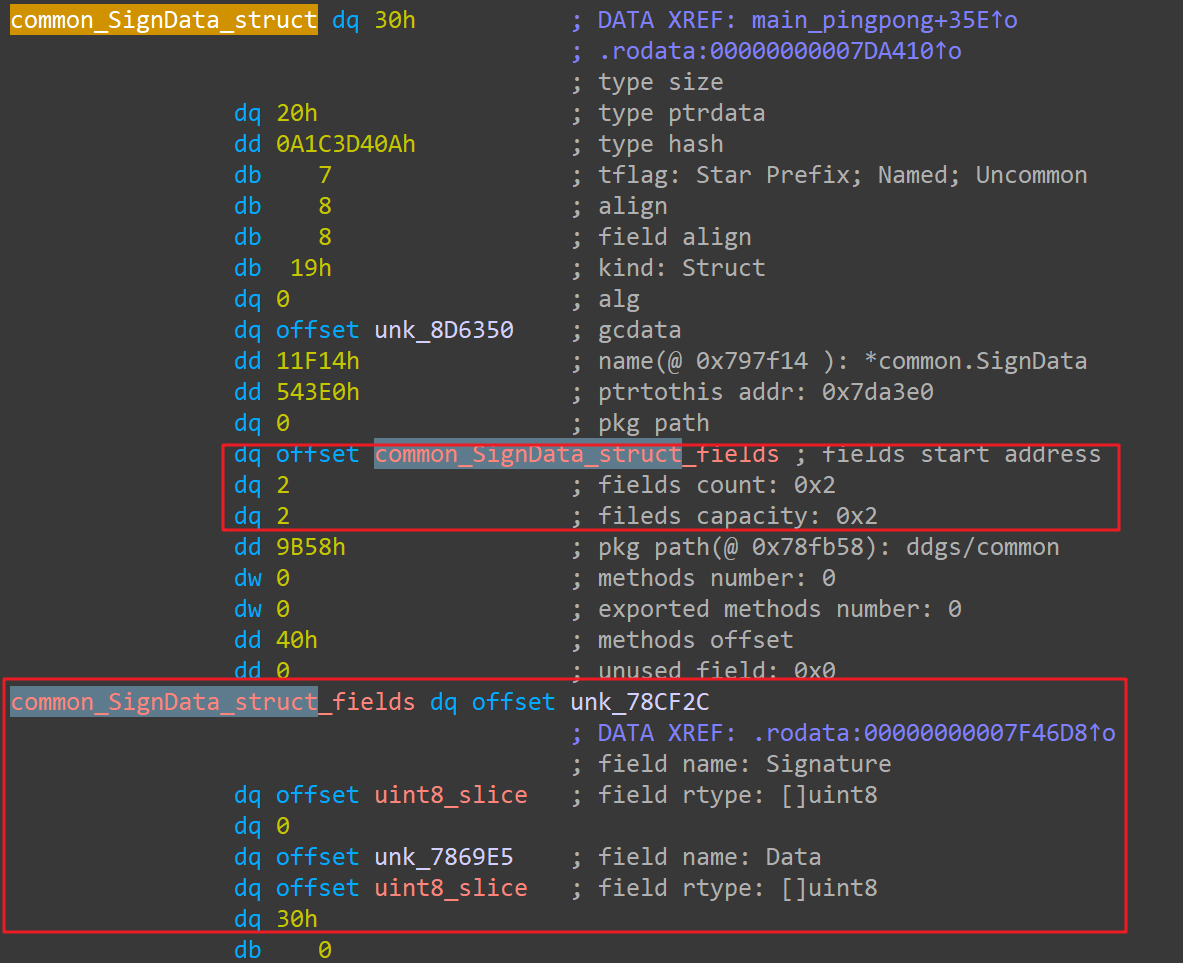 common_SignData_struct dq 30h ; DATA XREF: main_pingpong+35E↑o
; .rodata:00000000007DA410↑o
; type size
dq 20h ; type ptrdata
dd 0A1C3D40Ah ; type hash
db 7 ; tflag: Star Prefix; Named; Uncommon
db 8 ; align
db 8 ; field align
db 19h ; kind: Struct
dq 0 ; alg
dq offset unk_8D6350 ; gcdata
dd 11F14h ; name(@ 0x797f14 ): *common.SignData
dd 543E0h ; ptrtothis addr: 0x7da3e0
dq 0 ; pkg path
dq offset common_SignData_struct_fields ; fields start address
dq 2 ; fields count: 0x2
dq 2 ; fileds capacity: 0x2
dd 9B58h ; pkg path(@ 0x78fb58): ddgs/common
dw 0 ; methods number: 0
dw 0 ; exported methods number: 0
dd 40h ; methods offset
dd 0 ; unused field: 0x0
common_SignData_struct_fields dq offset unk_78CF2C
; DATA XREF: .rodata:00000000007F46D8↑o
; field name: Signature
dq offset uint8_slice ; field rtype: []uint8
dq 0
dq offset unk_7869E5 ; field name: Data
dq offset uint8_slice ; field rtype: []uint8
dq 30h
db 0